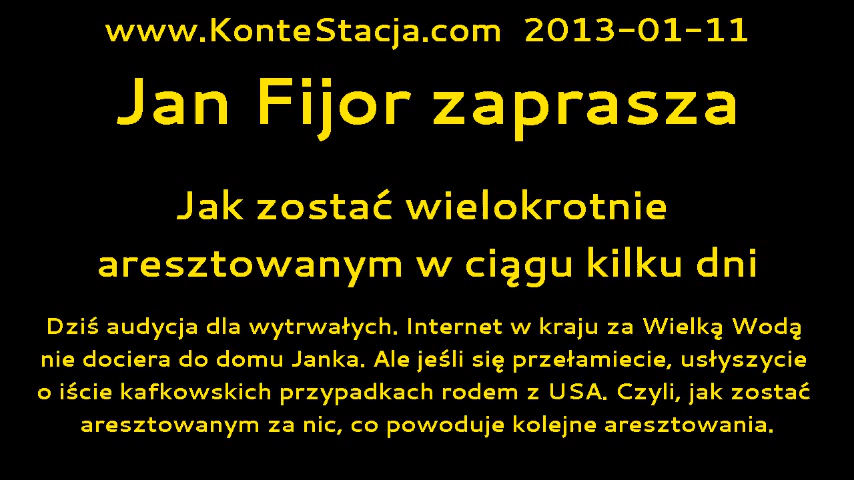 www.KonteStacja.com 2013-01-11
Jan Fijor zaprasza
Jak zostać wielokrotnie
aresztowanym w ciągu kilku dni
Dziś audycja dla wytrwałych. Internet w kraju za Wielką Wodą
nie dociera do domu Janka. Ale jeśli się przełamiecie, usłyszycie
o iście kafkowskich przypadkach rodem z USA. Czyli, jak zostać
aresztowanym za nic, co powoduje kolejne aresztowania.